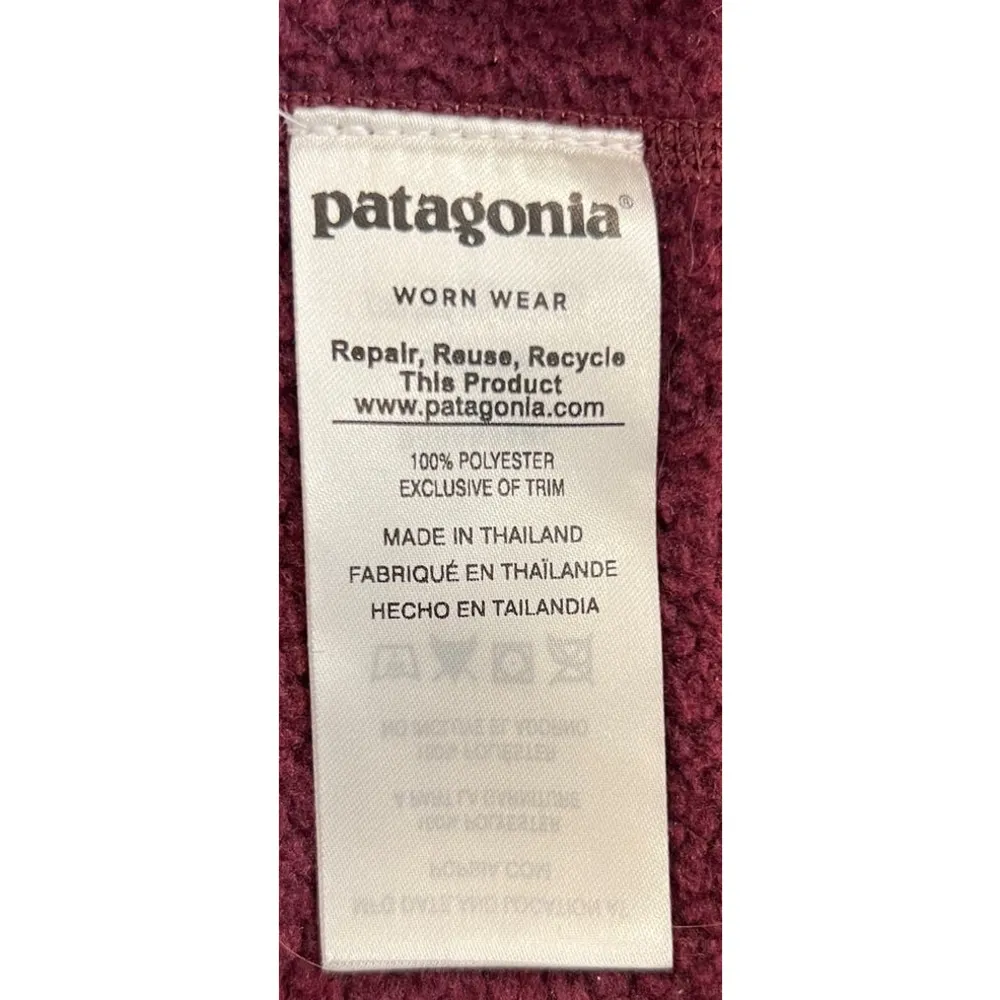 patagonia®
WORN WEAR
Repair, Reuse, Recycle
This Product
www.patagonia.com
100% POLYESTER
EXCLUSIVE OF TRIM
MADE IN THAILAND
FABRIQUÉ EN THAÏLANDE
HECHO EN TAILANDIA